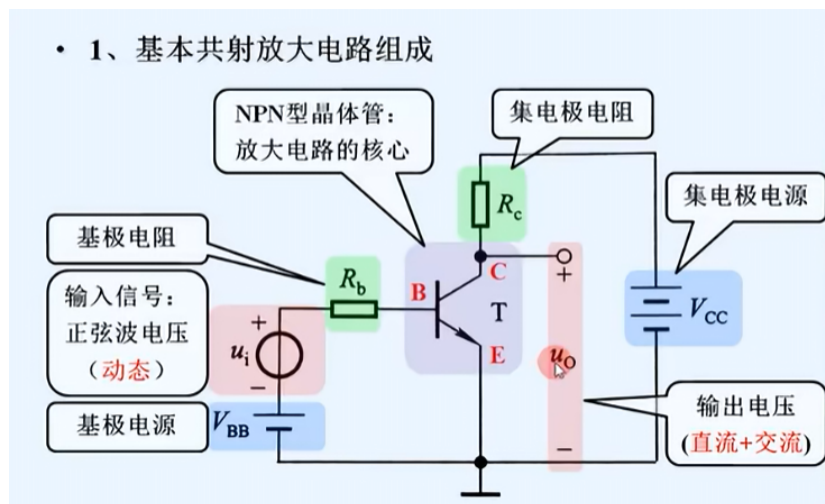 • 1、基本共射放大电路组成
NPN型晶体管：
放大电路的核心
集电极电阻
Rc
集电极电源
基极电阻
Rb
B
C
+
T
VCC
输入信号：
正弦波电压
（动态）
+
ui
−
E
uO
基极电源
VBB
输出电压
(直流+交流)
−